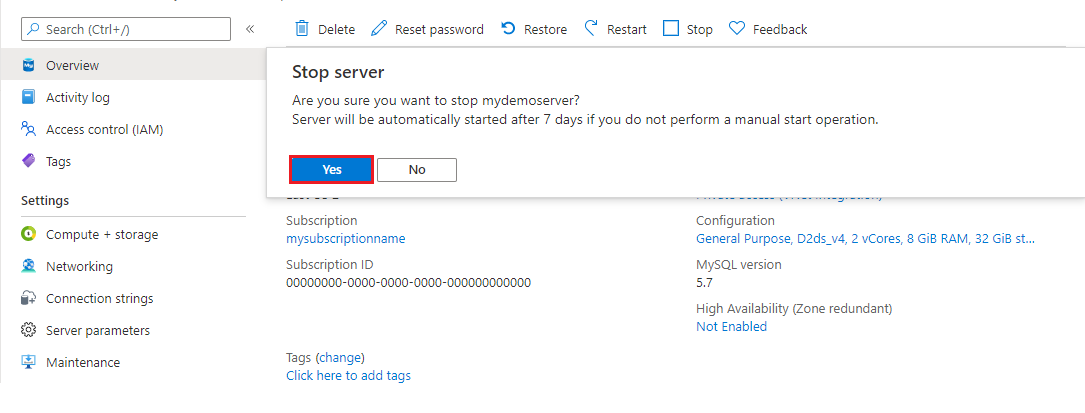 Search (Ctrl+/)
«
Delete
Reset password
Restore
Restart
Stop
Feedback
Overview
Activity log
Access control (IAM)
Tags
Settings
Compute + storage
Networking
Connection strings
Server parameters
Maintenance
Stop server
Are you sure you want to stop mydemoserver?
Server will be automatically started after 7 days if you do not perform a manual start operation.
Yes
No
Subscription
mysubscriptionname
Subscription ID
00000000-0000-0000-0000-000000000000
Tags (change)
Click here to add tags
Configuration
General Purpose, D2ds_v4, 2 vCores, 8 GiB RAM, 32 GiB st...
MySQL version
5.7
High Availability (Zone redundant)
Not Enabled